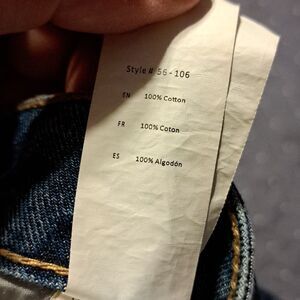 Style # 56-106
EN 100% Cotton
FR 100% Coton
ES 100% Algodón